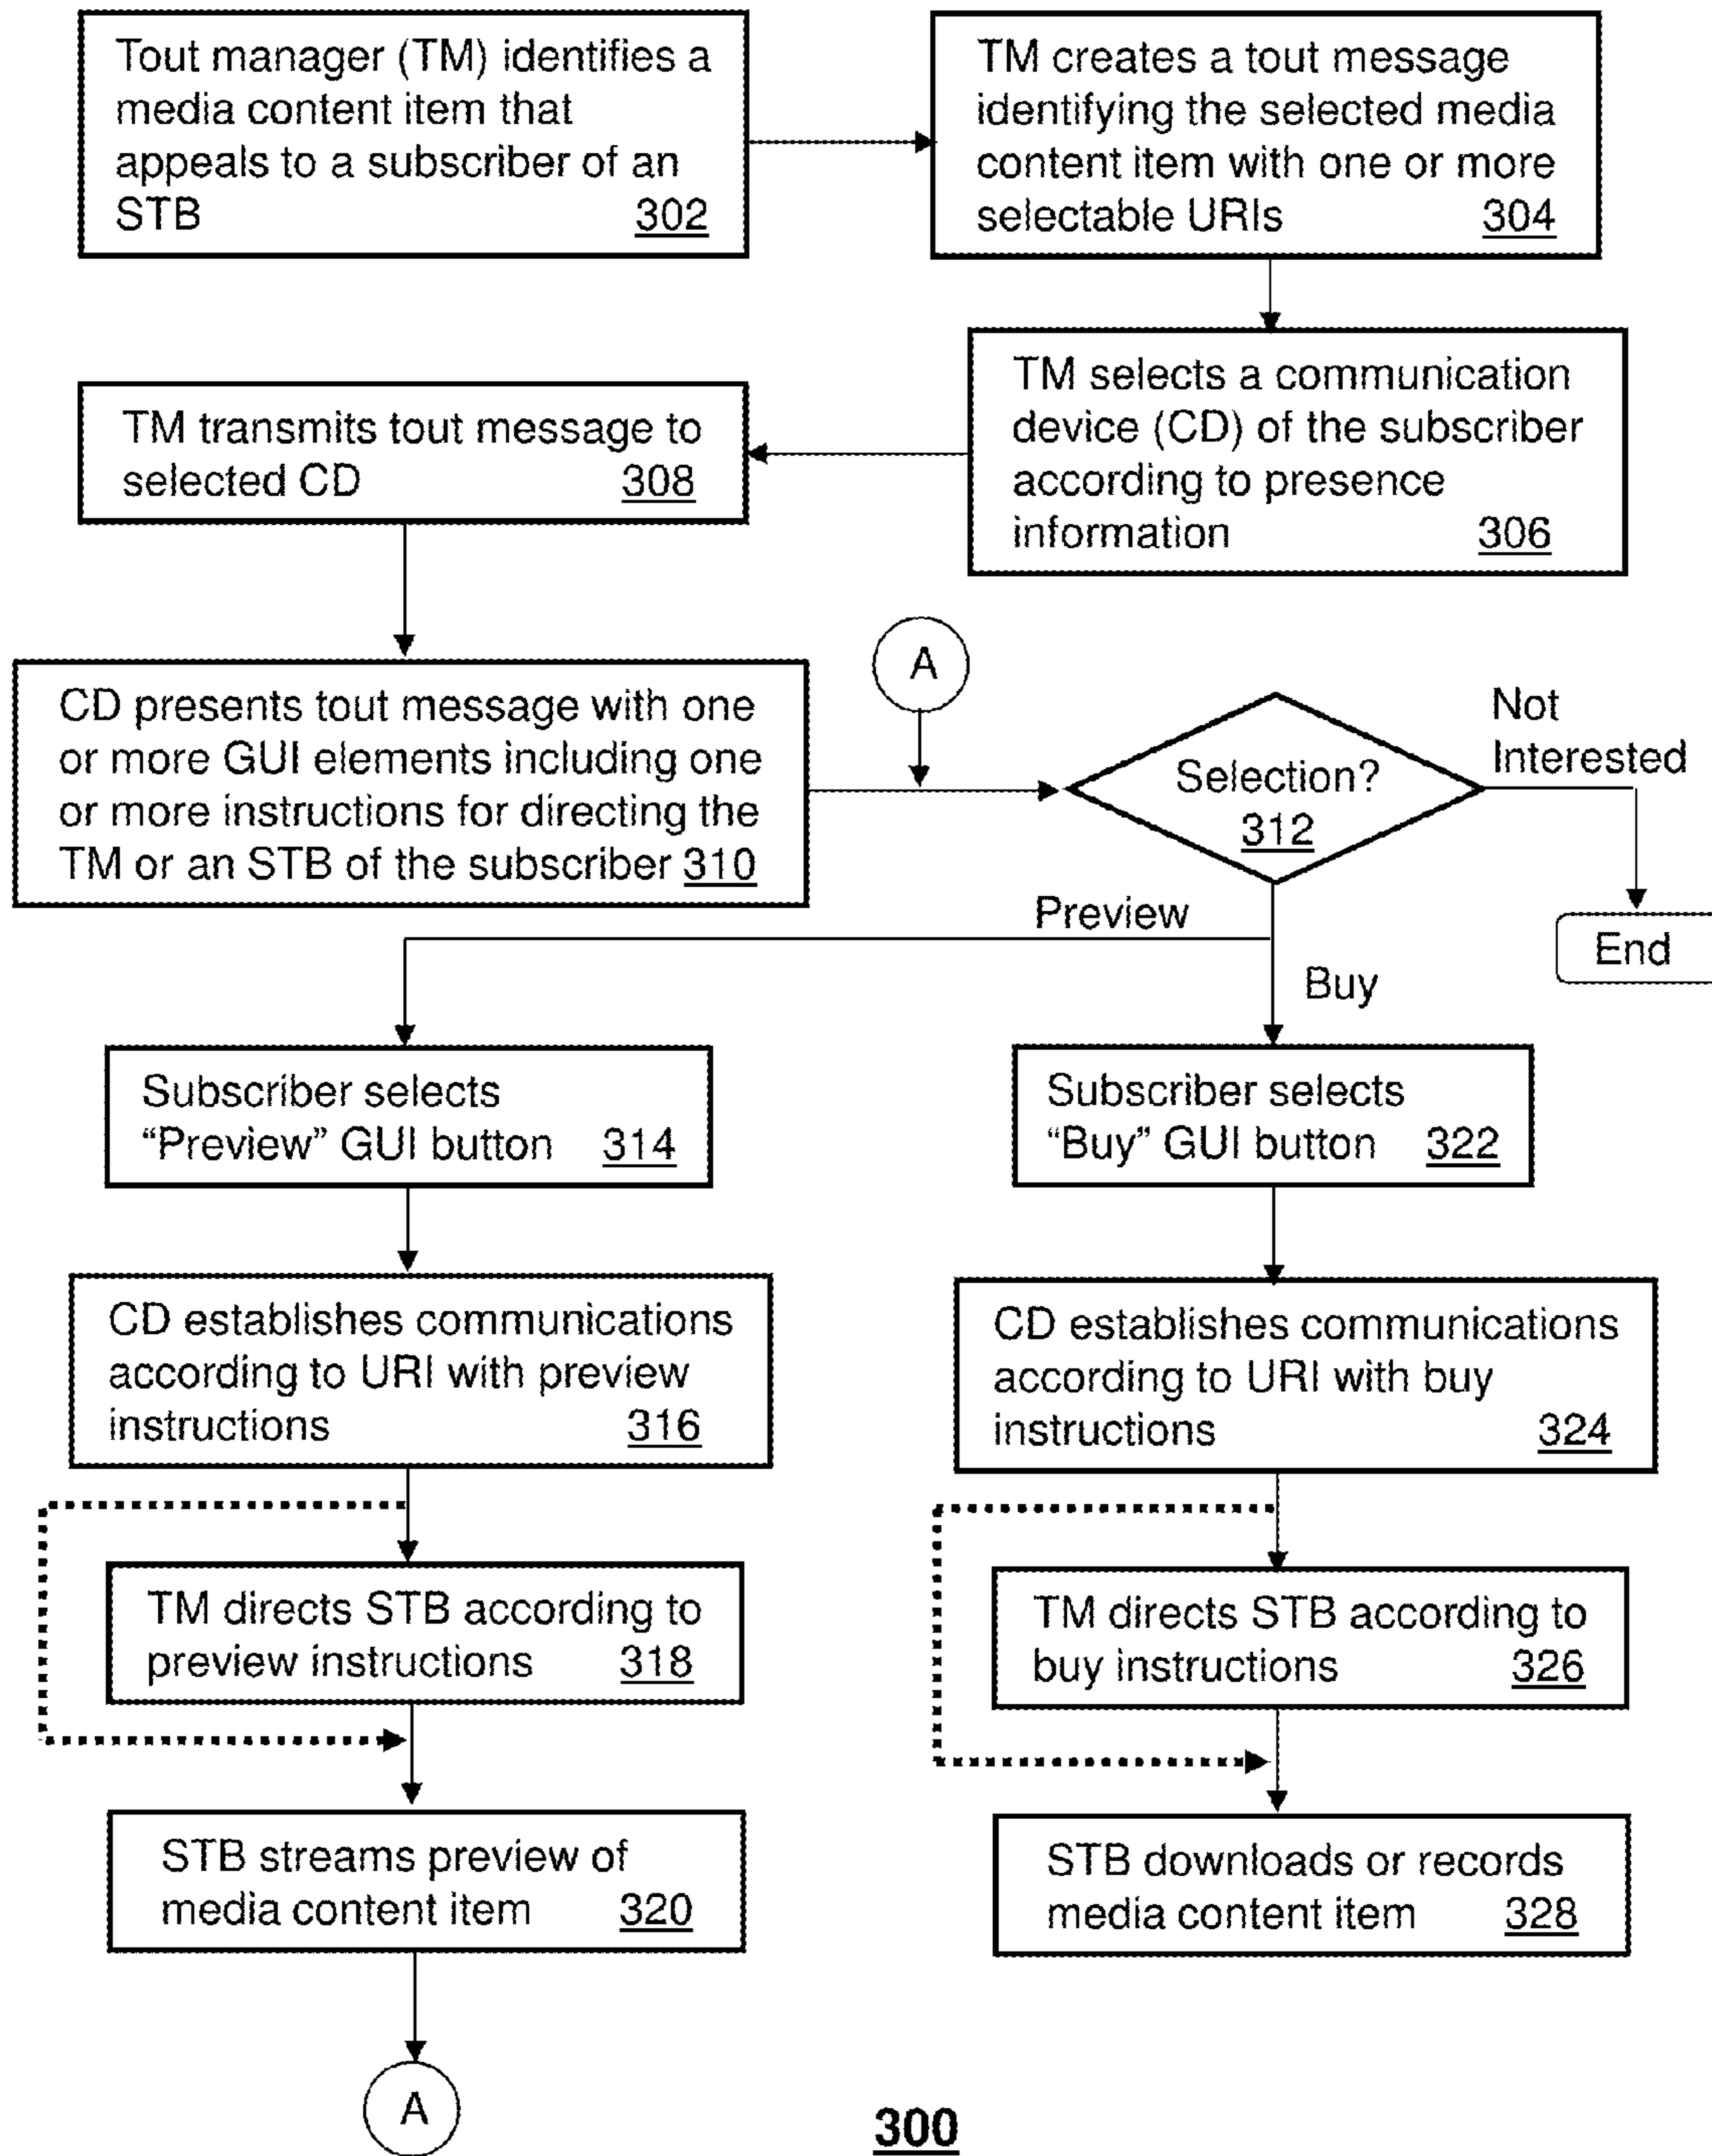 Tout manager (TM) identifies a
media content item that
appeals to a subscriber of an
STB 302
TM creates a tout message
identifying the selected media
content item with one or more
selectable URIs 304
TM selects a communication
device (CD) of the subscriber
according to presence
information 306
TM transmits tout message to
selected CD 308
CD presents tout message with one
or more GUI elements including one
or more instructions for directing the
TM or an STB of the subscriber 310
A
Selection?
312
Not
Interested
End
Preview
Buy
Subscriber selects
“Preview” GUI button 314
CD establishes communications
according to URI with preview
instructions 316
TM directs STB according to
preview instructions 318
STB streams preview of
media content item 320
A
Subscriber selects
“Buy” GUI button 322
CD establishes communications
according to URI with buy
instructions 324
TM directs STB according to
buy instructions 326
STB downloads or records
media content item 328
300